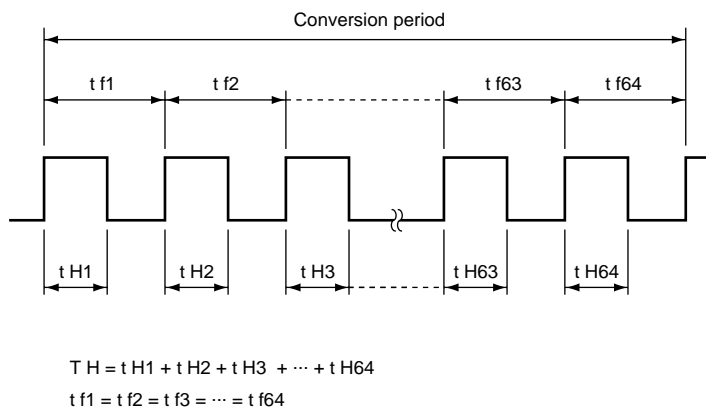 Conversion period
t f1 t f2 t f63 t f64
t H1 t H2 t H3 t H63 t H64
T H = t H1 + t H2 + t H3 + ··· + t H64
t f1 = t f2 = t f3 = ··· = t f64